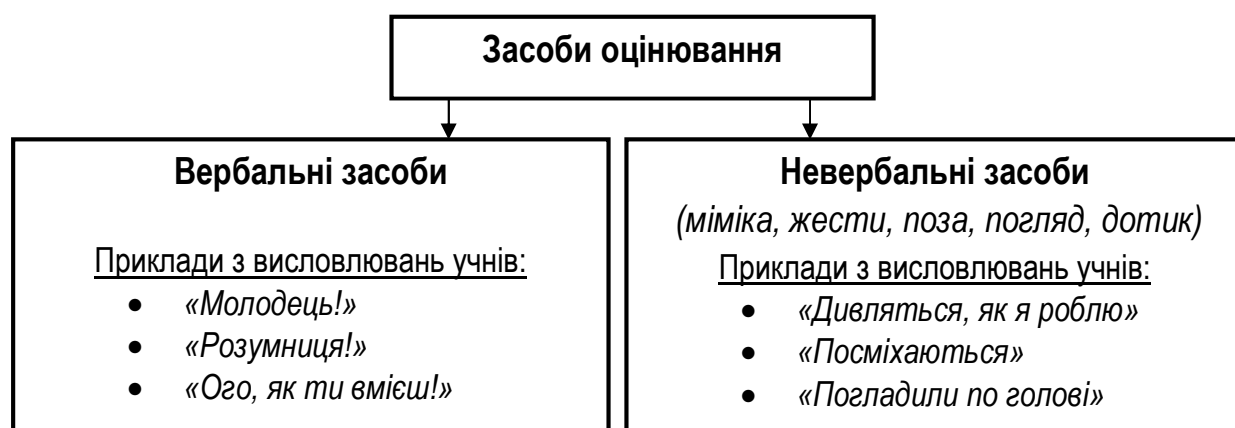 Засоби оцінювання
Вербальні засоби
Приклади з висловлювань учнів:
• «Молодець!»
• «Розумниця!»
• «Ого, як ти вмієш!»
Невербальні засоби
(міміка, жести, поза, погляд, дотик)
Приклади з висловлювань учнів:
• «Дивляться, як я роблю»
• «Посміхаються»
• «Погладили по голові»